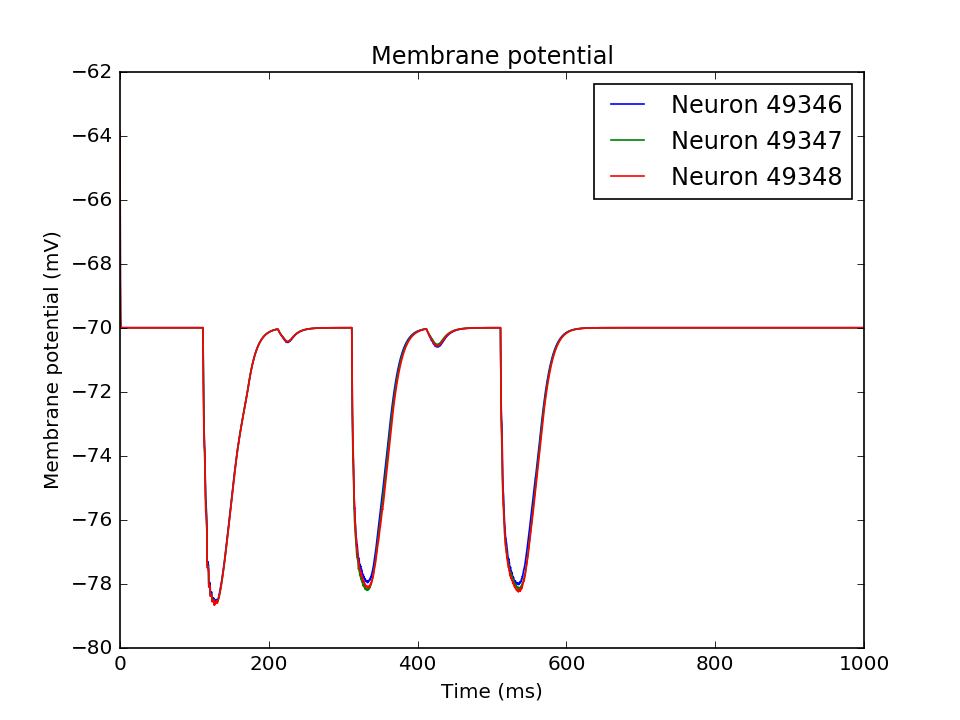 Membrane potential
Neuron 49346
Neuron 49347
Neuron 49348
Membrane potential (mV)
−62
−64
−66
−68
−70
−72
−74
−76
−78
−80
0 200 400 600 800 1000
Time (ms)